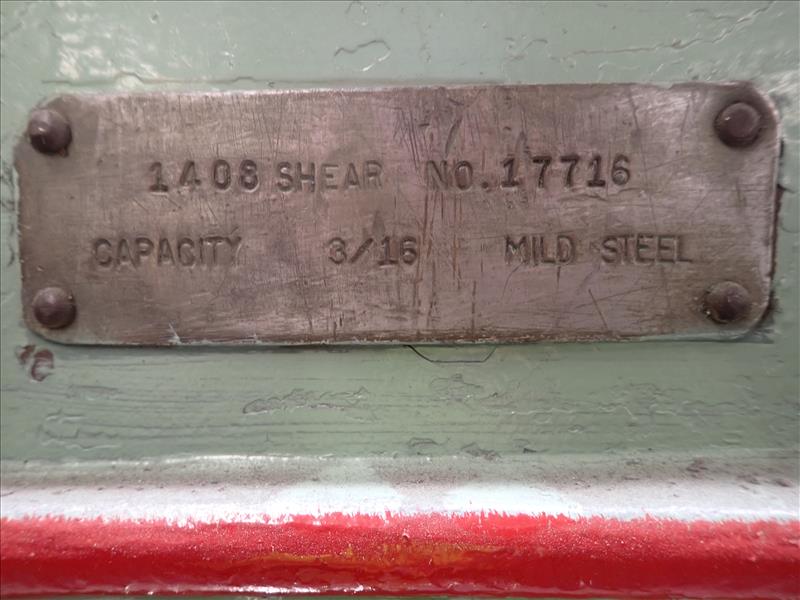 1408 SHEAR NO.17716
CAPACITY 3/16 MILD STEEL